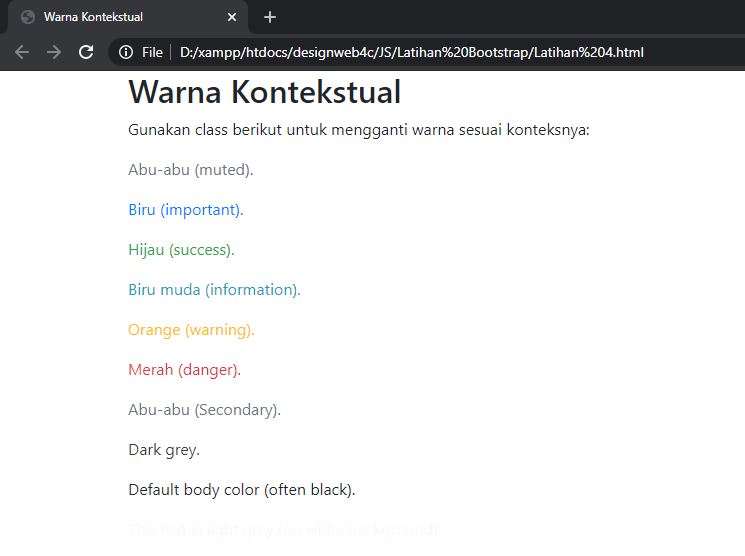 Warna Kontekstual
File D:/xampp/htdocs/designweb4c/JS/Latihan%20Bootstrap/Latihan%204.html
Warna Kontekstual
Gunakan class berikut untuk mengganti warna sesuai konteksnya:
Abu-abu (muted).
Biru (important).
Hijau (success).
Biru muda (information).
Orange (warning).
Merah (danger).
Abu-abu (Secondary).
Dark grey.
Default body color (often black).
This text is light grey (on white background).